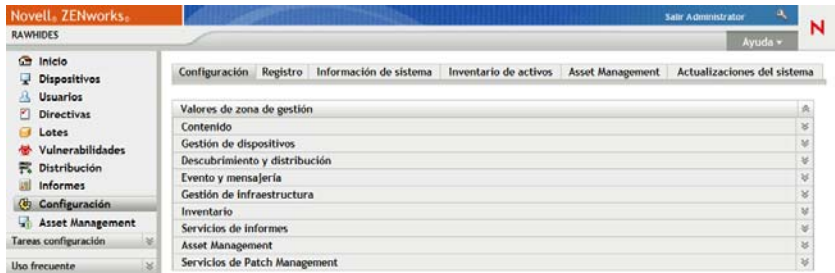 Novell® ZENworks®
Salir Administrator
N
RAWHIDES
Ayuda
Inicio
Dispositivos
Usuarios
Directivas
Lotes
Vulnerabilidades
Distribución
Informes
Configuración
Asset Management
Tareas configuración
Uso frecuente
Configuración Registro Información de sistema Inventario de activos Asset Management Actualizaciones del sistema
Valores de zona de gestión
Contenido
Gestión de dispositivos
Descubrimiento y distribución
Evento y mensajería
Gestión de infraestructura
Inventario
Servicios de informes
Asset Management
Servicios de Patch Management